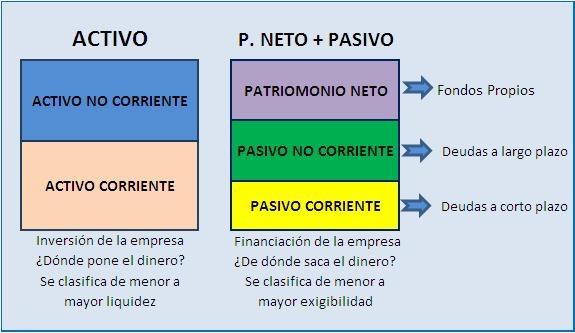 ACTIVO
P. NETO + PASIVO
ACTIVO NO CORRIENTE
ACTIVO CORRIENTE
PATRIOMONIO NETO
Fondos Propios
PASIVO NO CORRIENTE
Deudas a largo plazo
PASIVO CORRIENTE
Deudas a corto plazo
Inversión de la empresa
¿Dónde pone el dinero?
Se clasifica de menor a
mayor liquidez
Financiación de la empresa
¿De dónde saca el dinero?
Se clasifica de menor a
mayor exigibilidad